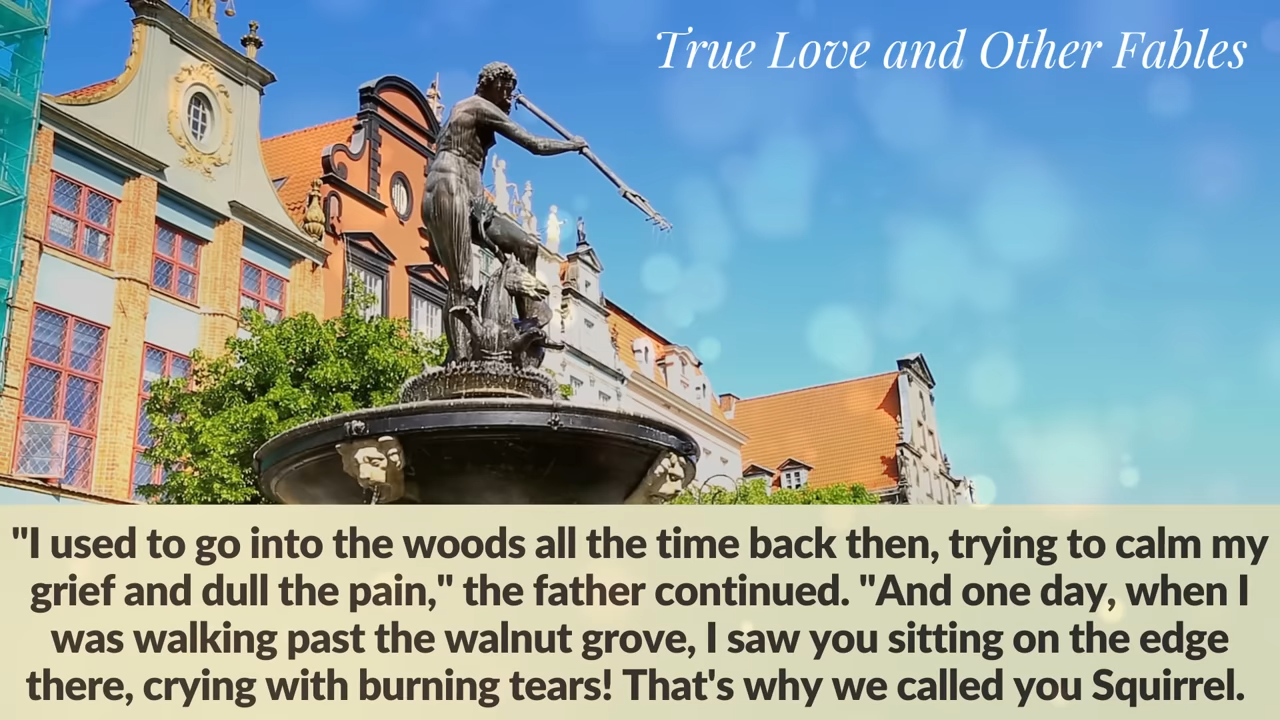 True Love and Other Fables
"I used to go into the woods all the time back then, trying to calm my
grief and dull the pain," the father continued. "And one day, when I
was walking past the walnut grove, I saw you sitting on the edge
there, crying with burning tears! That's why we called you Squirrel.